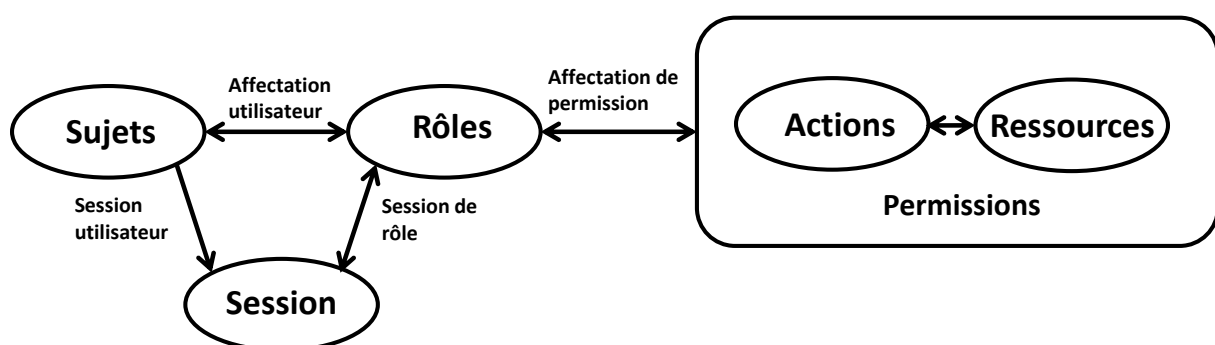 Affectation
utilisateur
Affectation de
permission
Sujets
Rôles
Actions
Ressources
Session
utilisateur
Session de
rôle
Permissions
Session